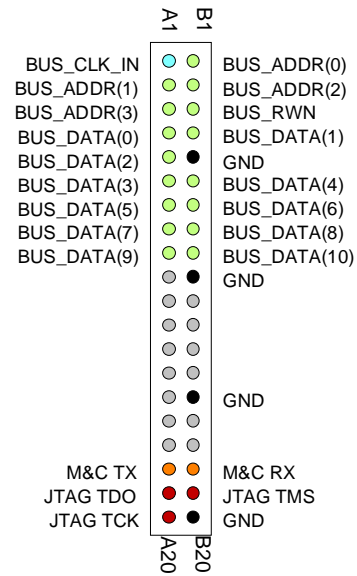 A1 B1
BUS_CLK_IN BUS_ADDR(0)
BUS_ADDR(1) BUS_ADDR(2)
BUS_ADDR(3) BUS_RWN
BUS_DATA(0) BUS_DATA(1)
BUS_DATA(2) GND
BUS_DATA(3) BUS_DATA(4)
BUS_DATA(5) BUS_DATA(6)
BUS_DATA(7) BUS_DATA(8)
BUS_DATA(9) BUS_DATA(10)
GND
GND
M&C TX M&C RX
JTAG TDO JTAG TMS
JTAG TCK GND
A20 B20